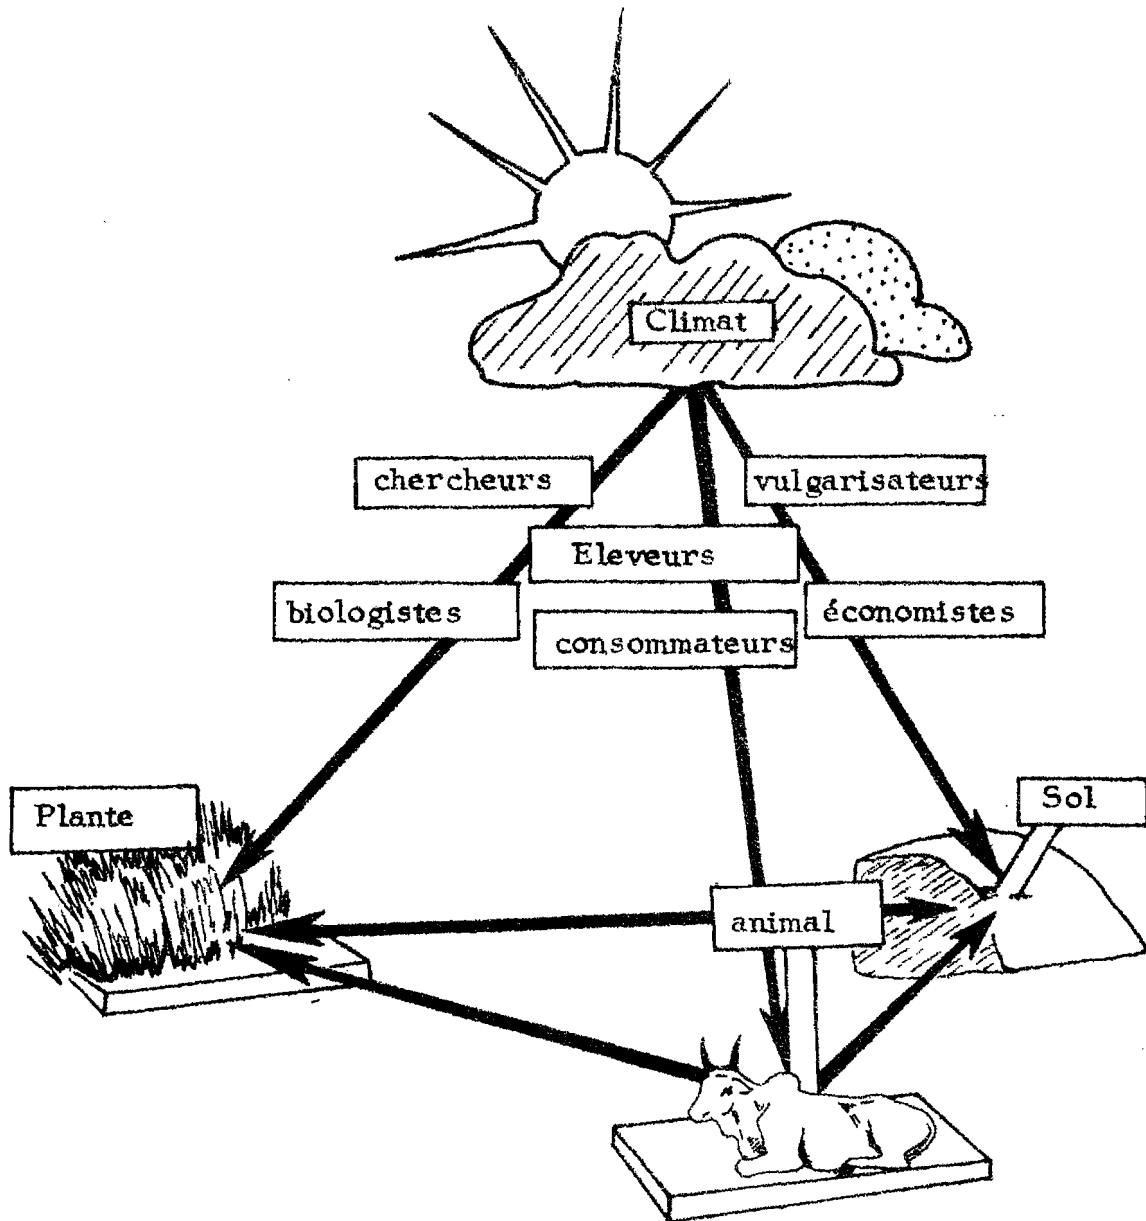 Climat
chercheurs
vulgarisateurs
Eleveurs
biologistes
économistes
consommateurs
Plante
Sol
animal